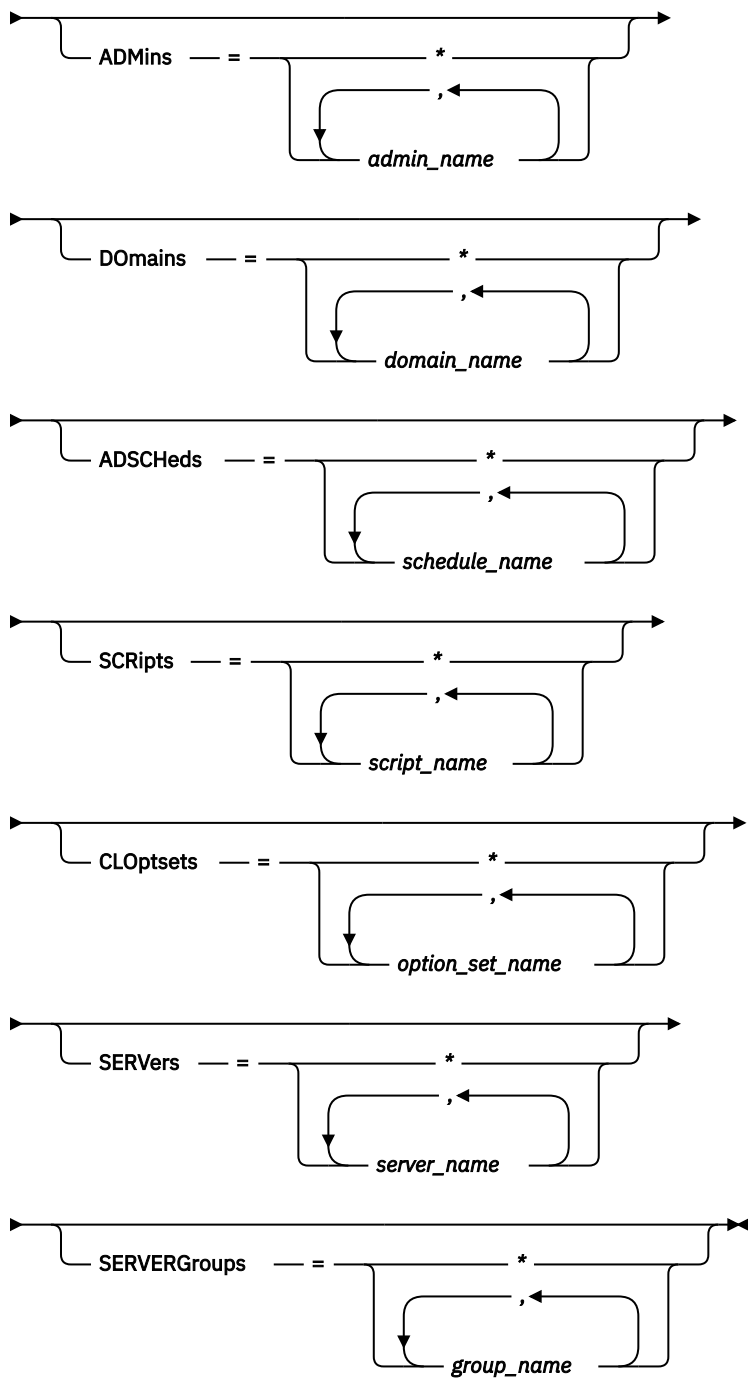 ADMins = *
,
admin_name
DOmains = *
,
domain_name
ADSCHeds = *
,
schedule_name
SCRipts = *
,
script_name
CLOptsets = *
,
option_set_name
SERVers = *
,
server_name
SERVERGroups = *
,
group_name